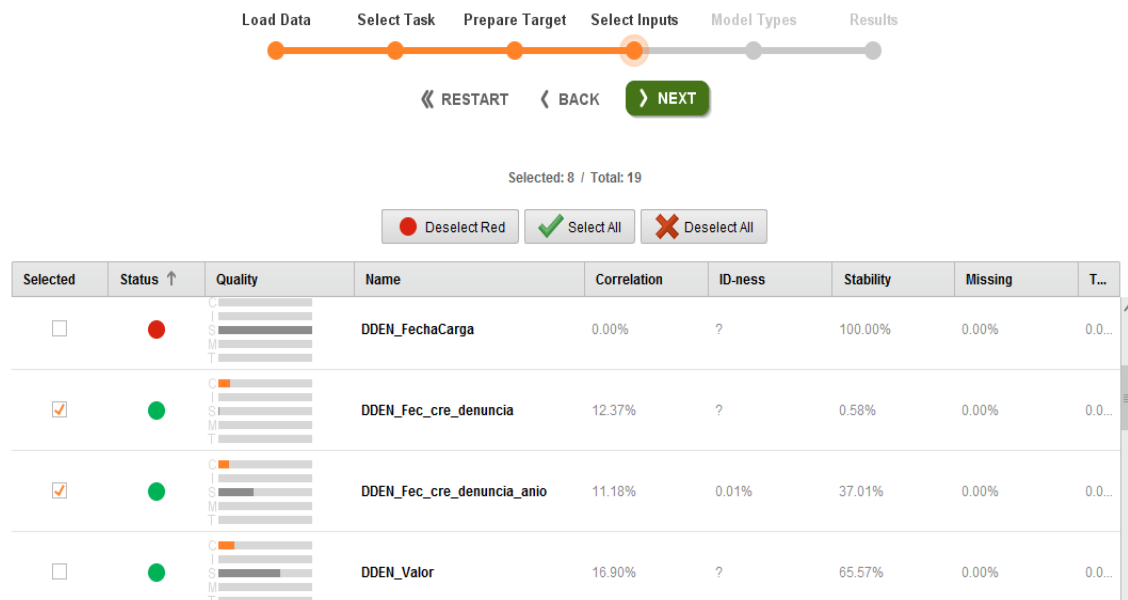 Load Data Select Task Prepare Target Select Inputs Model Types Results
RESTART BACK NEXT
Selected: 8 / Total: 19
Deselect Red Select All Deselect All
Selected Status Quality Name Correlation ID-ness Stability Missing T...
C
I
S
M
T
DDEN_FechaCarga 0.00% ? 100.00% 0.00% 0.0...
C
I
S
M
T
DDEN_Fec_cre_denuncia 12.37% ? 0.58% 0.00% 0.0...
C
I
S
M
T
DDEN_Fec_cre_denuncia_anio 11.18% 0.01% 37.01% 0.00% 0.0...
C
I
S
M
T
DDEN_Valor 16.90% ? 65.57% 0.00% 0.0...